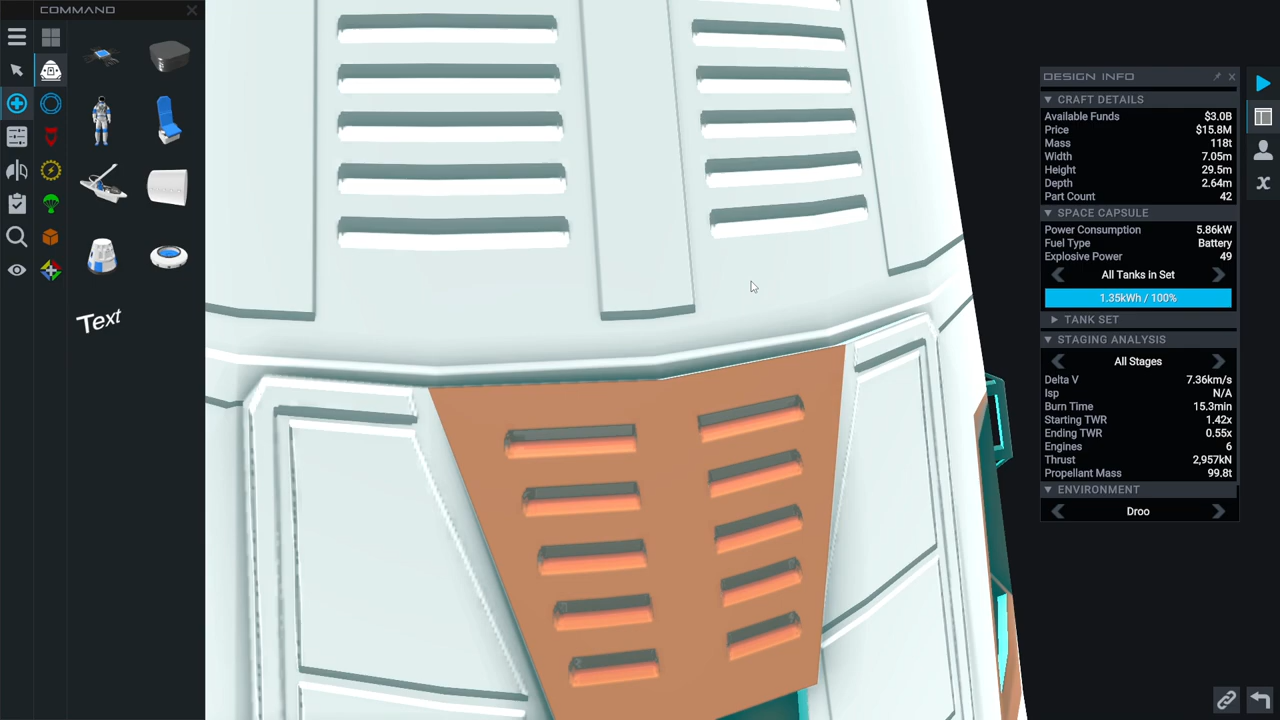 COMMAND
Text
DESIGN INFO
CRAFT DETAILS
Available Funds $3.0B
Price $15.8M
Mass 118t
Width 7.05m
Height 29.5m
Depth 2.64m
Part Count 42
SPACE CAPSULE
Power Consumption 5.86kW
Fuel Type Battery
Explosive Power 49
All Tanks in Set
1.35kWh / 100%
TANK SET
STAGING ANALYSIS
All Stages
Delta V 7.36km/s
Isp N/A
Burn Time 15.3min
Starting TWR 1.42x
Ending TWR 0.55x
Engines 6
Thrust 2,957kN
Propellant Mass 99.8t
ENVIRONMENT
Droo